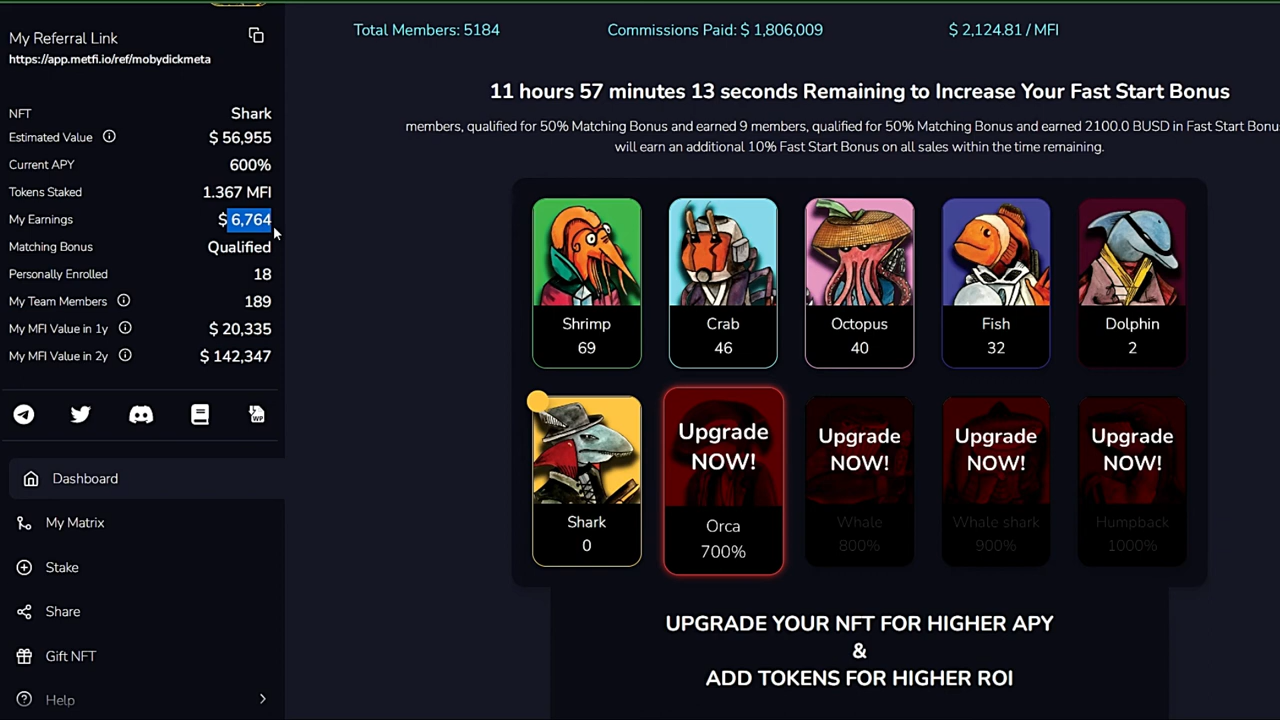 My Referral Link
https://app.metfi.io/ref/mobydickmeta
NFT Shark
Estimated Value $ 56,955
Current APY 600%
Tokens Staked 1.367 MFI
My Earnings $ 6,764
Matching Bonus Qualified
Personally Enrolled 18
My Team Members 189
My MFI Value in 1y $ 20,335
My MFI Value in 2y $ 142,347
WP
Dashboard
My Matrix
Stake
Share
Gift NFT
Help
Total Members: 5184 Commissions Paid: $ 1,806,009 $ 2,124.81 / MFI
11 hours 57 minutes 13 seconds Remaining to Increase Your Fast Start Bonus
members, qualified for 50% Matching Bonus and earned 9 members, qualified for 50% Matching Bonus and earned 2100.0 BUSD in Fast Start Bonu
will earn an additional 10% Fast Start Bonus on all sales within the time remaining.
Shrimp
69
Crab
46
Octopus
40
Fish
32
Dolphin
2
Shark
0
Upgrade
NOW!
Orca
700%
Upgrade
NOW!
Whale
800%
Upgrade
NOW!
Whale shark
900%
Upgrade
NOW!
Humpback
1000%
UPGRADE YOUR NFT FOR HIGHER APY
&
ADD TOKENS FOR HIGHER ROI